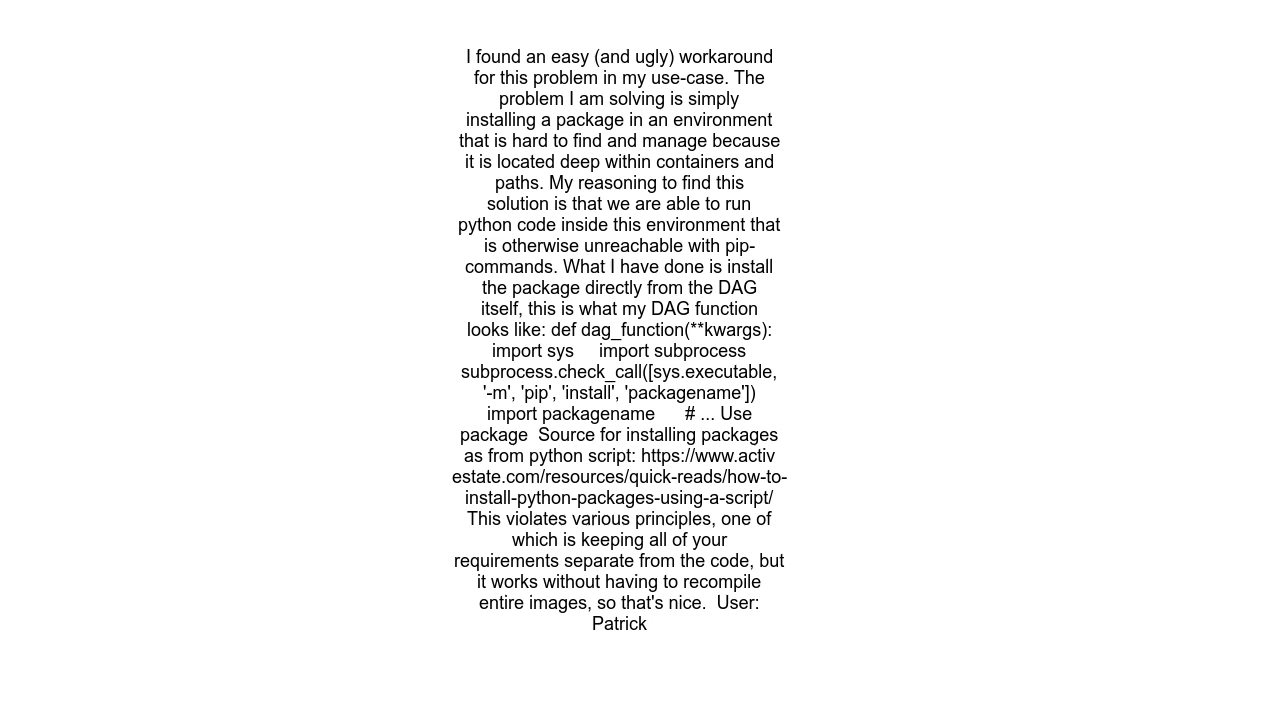 I found an easy (and ugly) workaround
for this problem in my use-case. The
problem I am solving is simply
installing a package in an environment
that is hard to find and manage because
it is located deep within containers and
paths. My reasoning to find this
solution is that we are able to run
python code inside this environment that
is otherwise unreachable with pip-
commands. What I have done is install
the package directly from the DAG
itself, this is what my DAG function
looks like: def dag_function(**kwargs):
import sys     import subprocess
subprocess.check_call([sys.executable,
'-m', 'pip', 'install', 'packagename'])
import packagename      # ... Use
package  Source for installing packages
as from python script: https://www.activ
estate.com/resources/quick-reads/how-to-
install-python-packages-using-a-script/
This violates various principles, one of
which is keeping all of your
requirements separate from the code, but
it works without having to recompile
entire images, so that's nice.  User:
Patrick